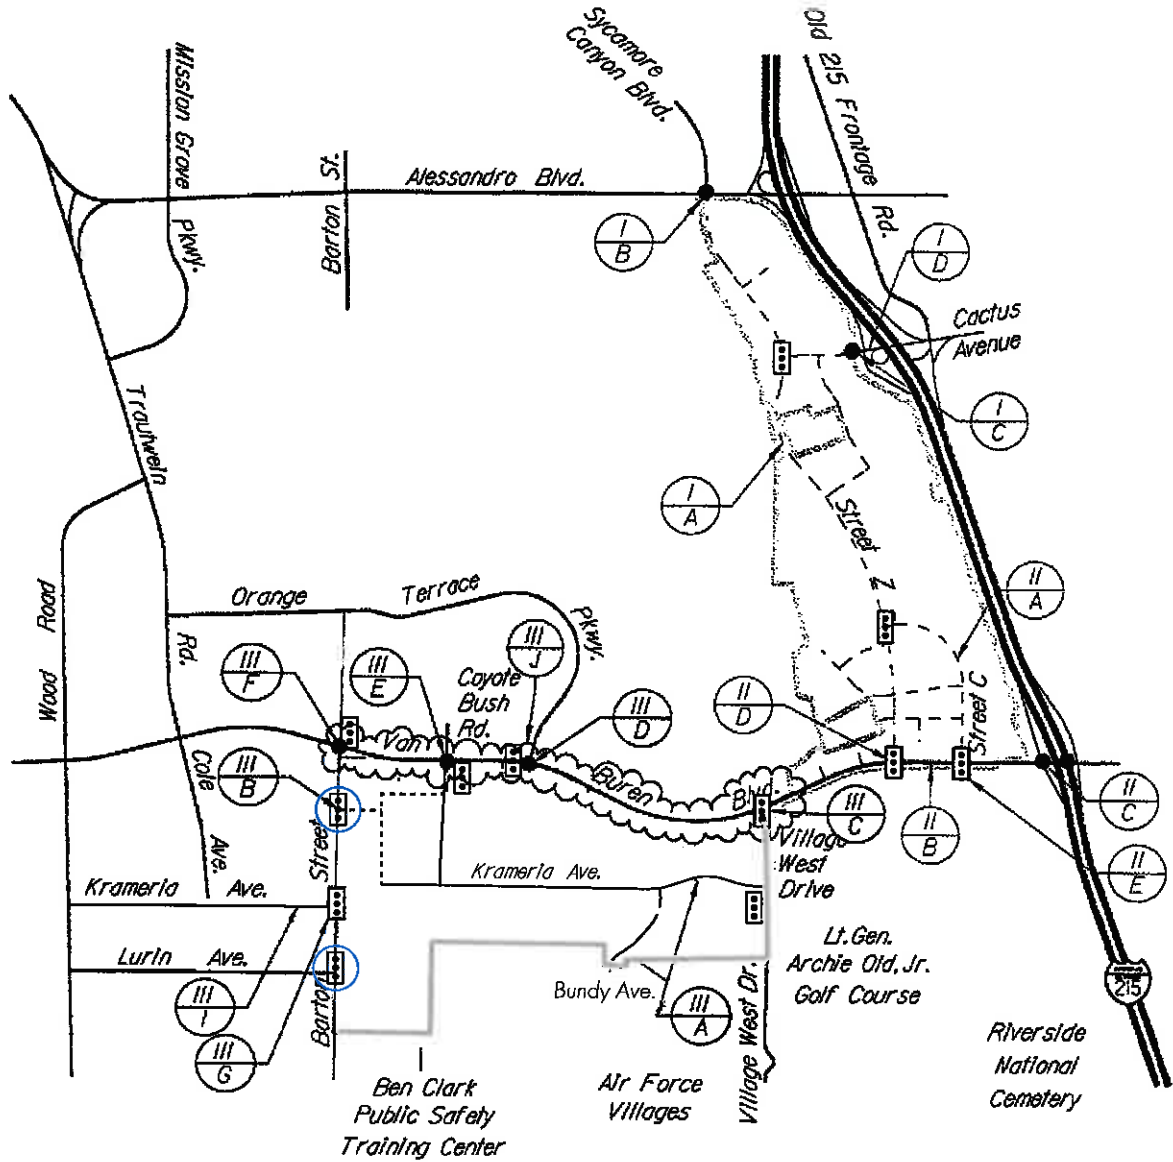 Sycamore
Canyon Blvd.
Old 215 Frontage Rd.
Mission Grove Pkwy.
Barton St.
Alessandro Blvd.
I
B
I
D
Cactus
Avenue
I
C
Trautwein
Rd.
I
A
Street Z
Wood Road
Orange Terrace Pkwy.
II
A
III
F
III
E
Coyote
Bush
Rd.
III
J
III
D
II
D
Street C
Van Buren Blvd.
III
B
Cole Ave.
III
C
II
B
II
C
II
E
Village
West
Drive
Krameria Ave.
Krameria Ave.
Lurin Ave.
Barton Street
Lt. Gen.
Archie Old, Jr.
Golf Course
Bundy Ave.
III
A
III
I
III
G
Village West Dr.
INTERSTATE
215
Riverside
National
Cemetery
Ben Clark
Public Safety
Training Center
Air Force
Villages